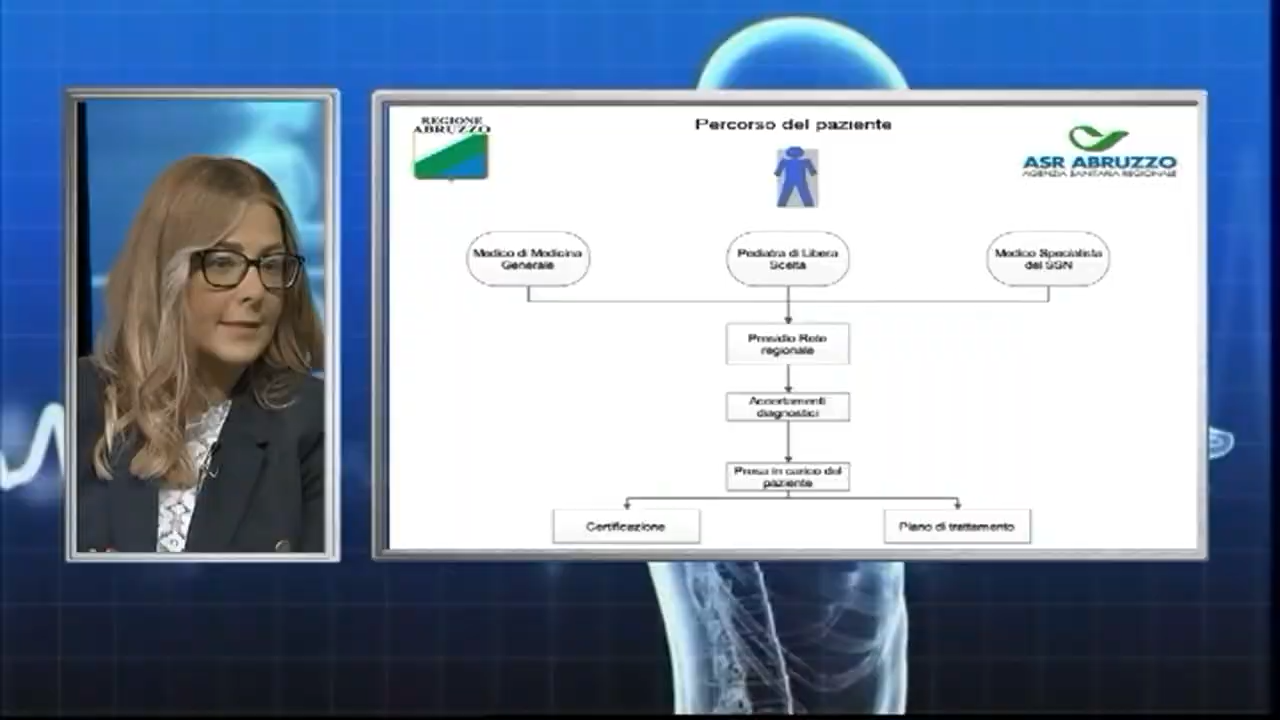 REGIONE
ABRUZZO
Percorso del paziente
ASR ABRUZZO
AGENZIA SANITARIA REGIONALE
Medico di Medicina
Generale
Pediatra di Libera
Scelta
Medico Specialista
del SSN
Presidio Rete
regionale
Accertamenti
diagnostici
Presa in carico del
paziente
Certificazione
Piano di trattamento